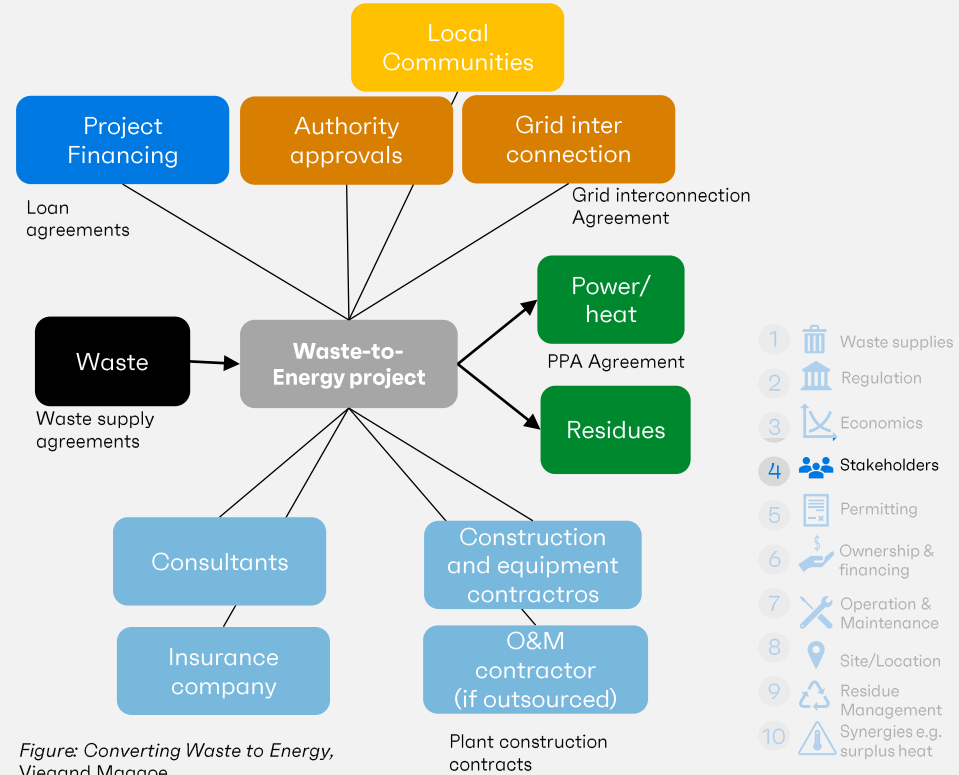 Local
Communities
Project
Financing
Authority
approvals
Grid inter
connection
Loan
agreements
Grid interconnection
Agreement
Power/
heat
Waste
Waste-to-
Energy project
PPA Agreement
Waste supply
agreements
Residues
Consultants
Construction
and equipment
contractros
Insurance
company
O&M
contractor
(if outsourced)
Plant construction
contracts
Figure: Converting Waste to Energy,
Viegand Maagøe
1 Waste supplies
2 Regulation
3 Economics
4 Stakeholders
5 Permitting
6 Ownership &
financing
7 Operation &
Maintenance
8 Site/Location
9 Residue
Management
10 Synergies e.g.
surplus heat